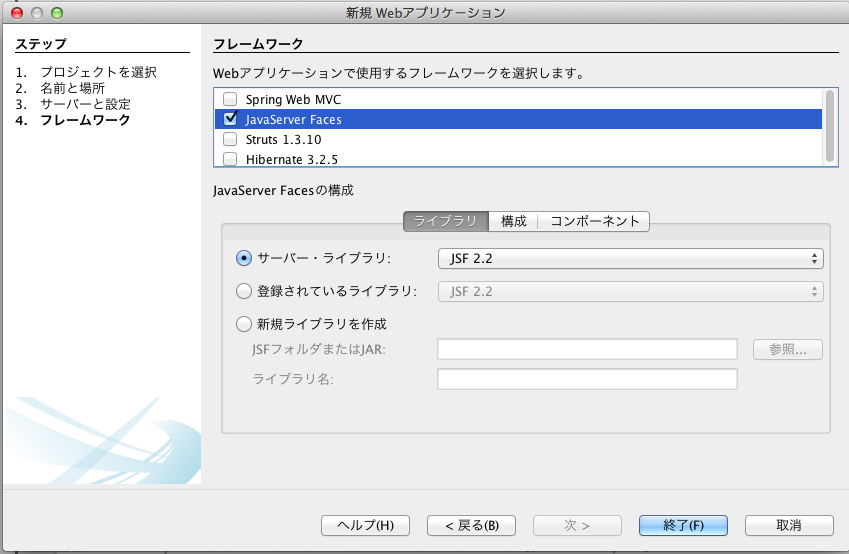 新規 Webアプリケーション
ステップ
1. プロジェクトを選択
2. 名前と場所
3. サーバーと設定
4. フレームワーク
フレームワーク
Webアプリケーションで使用するフレームワークを選択します。
Spring Web MVC
JavaServer Faces
Struts 1.3.10
Hibernate 3.2.5
JavaServer Facesの構成
ライブラリ 構成 コンポーネント
サーバー・ライブラリ: JSF 2.2
登録されているライブラリ: JSF 2.2
新規ライブラリを作成
JSFフォルダまたはJAR: 参照...
ライブラリ名:
ヘルプ(H) < 戻る(B) 次 > 終了(F) 取消